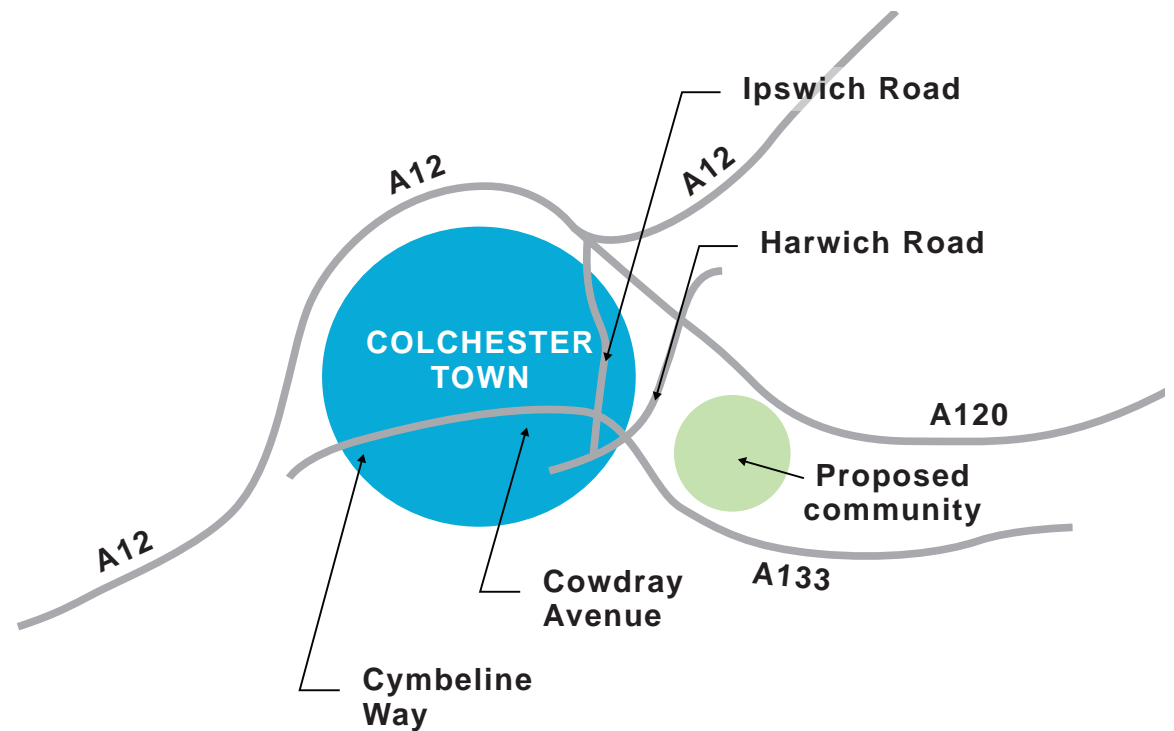 Ipswich Road
A12
A12
Harwich Road
COLCHESTER
TOWN
A120
Proposed
community
A12
A133
Cowdray
Avenue
Cymbeline
Way